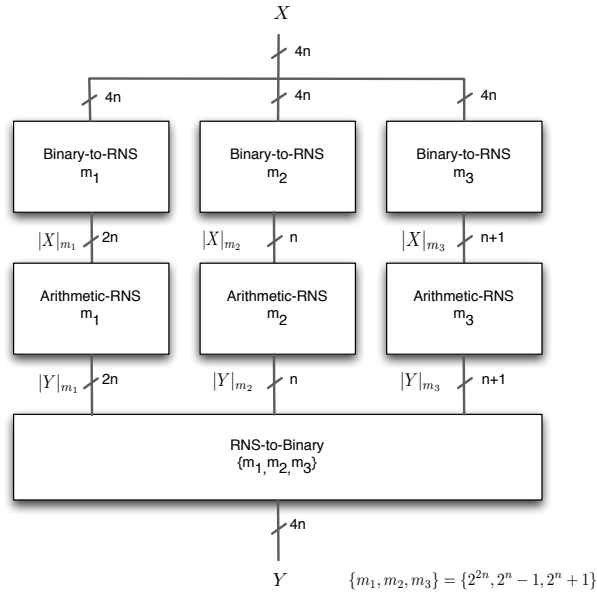 X
4n
4n 4n 4n
Binary-to-RNS Binary-to-RNS Binary-to-RNS
m1 m2 m3
|X|m1 2n |X|m2 n |X|m3 n+1
Arithmetic-RNS Arithmetic-RNS Arithmetic-RNS
m1 m2 m3
|Y|m1 2n |Y|m2 n |Y|m3 n+1
RNS-to-Binary
{m1,m2,m3}
4n
Y {m1, m2, m3} = {2^{2n}, 2^n − 1, 2^n + 1}